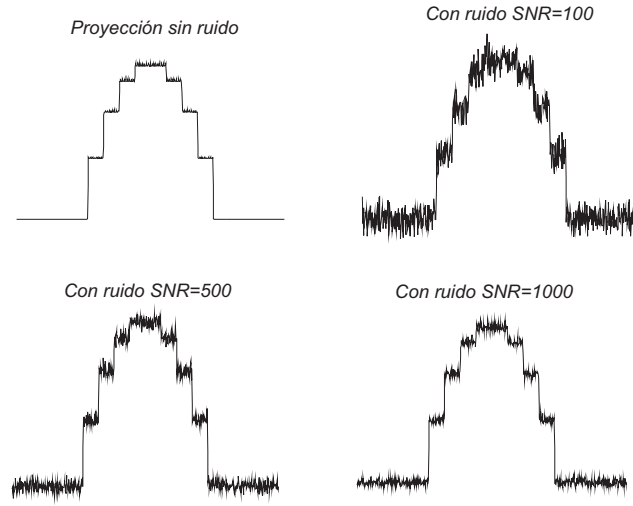 Proyección sin ruido
Con ruido SNR=100
Con ruido SNR=500
Con ruido SNR=1000